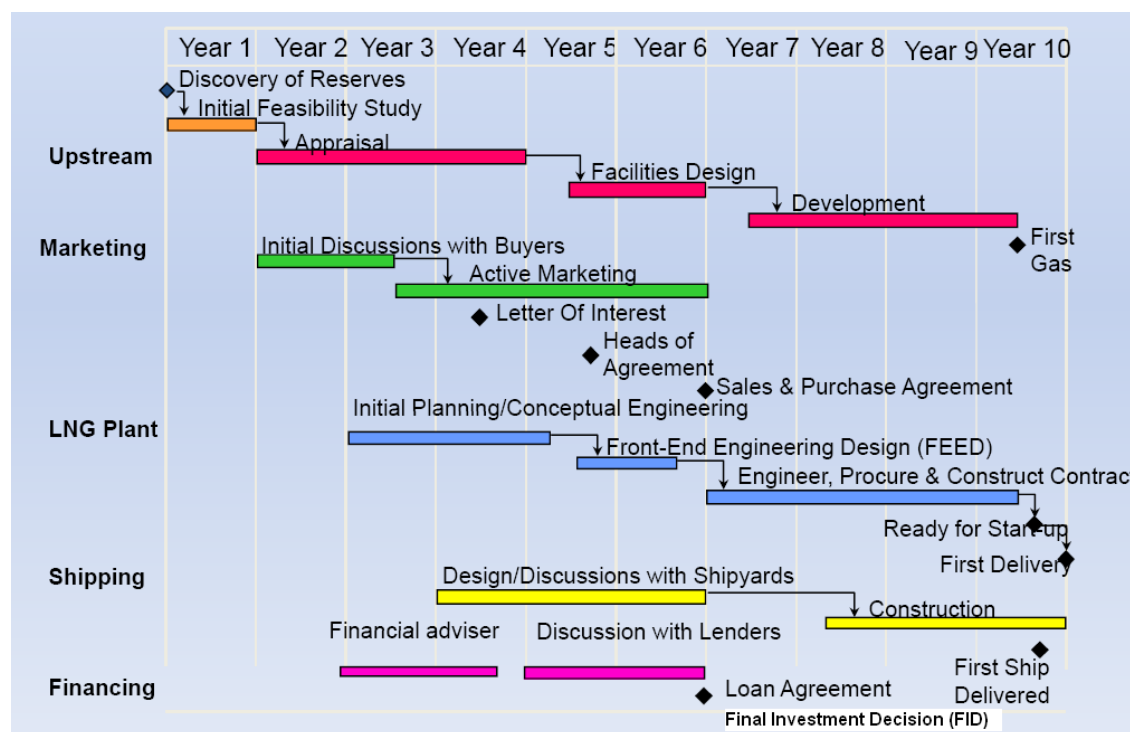 Year 1 Year 2 Year 3 Year 4 Year 5 Year 6 Year 7 Year 8 Year 9 Year 10
Discovery of Reserves
Initial Feasibility Study
Upstream
Appraisal
Facilities Design
Development
Marketing
Initial Discussions with Buyers
First
Gas
Active Marketing
Letter Of Interest
Heads of
Agreement
Sales & Purchase Agreement
Initial Planning/Conceptual Engineering
LNG Plant
Front-End Engineering Design (FEED)
Engineer, Procure & Construct Contrac
Ready for Start-up
First Delivery
Shipping
Design/Discussions with Shipyards
Construction
Financial adviser
Discussion with Lenders
First Ship
Delivered
Financing
Loan Agreement
Final Investment Decision (FID)